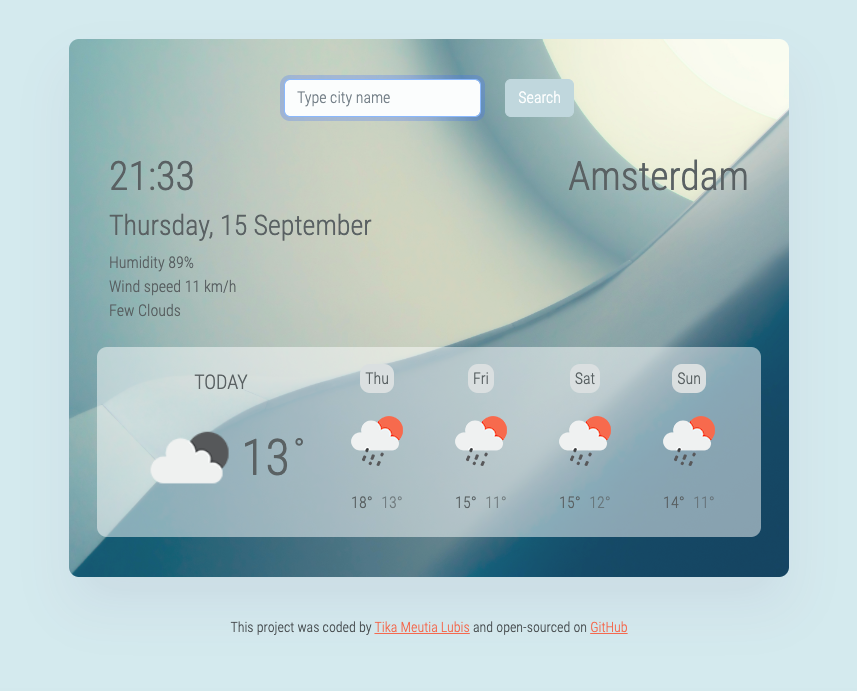 Type city name
Search
21:33
Amsterdam
Thursday, 15 September
Humidity 89%
Wind speed 11 km/h
Few Clouds
TODAY
13°
Thu
Fri
Sat
Sun
18° 13°
15° 11°
15° 12°
14° 11°
This project was coded by Tika Meutia Lubis and open-sourced on GitHub